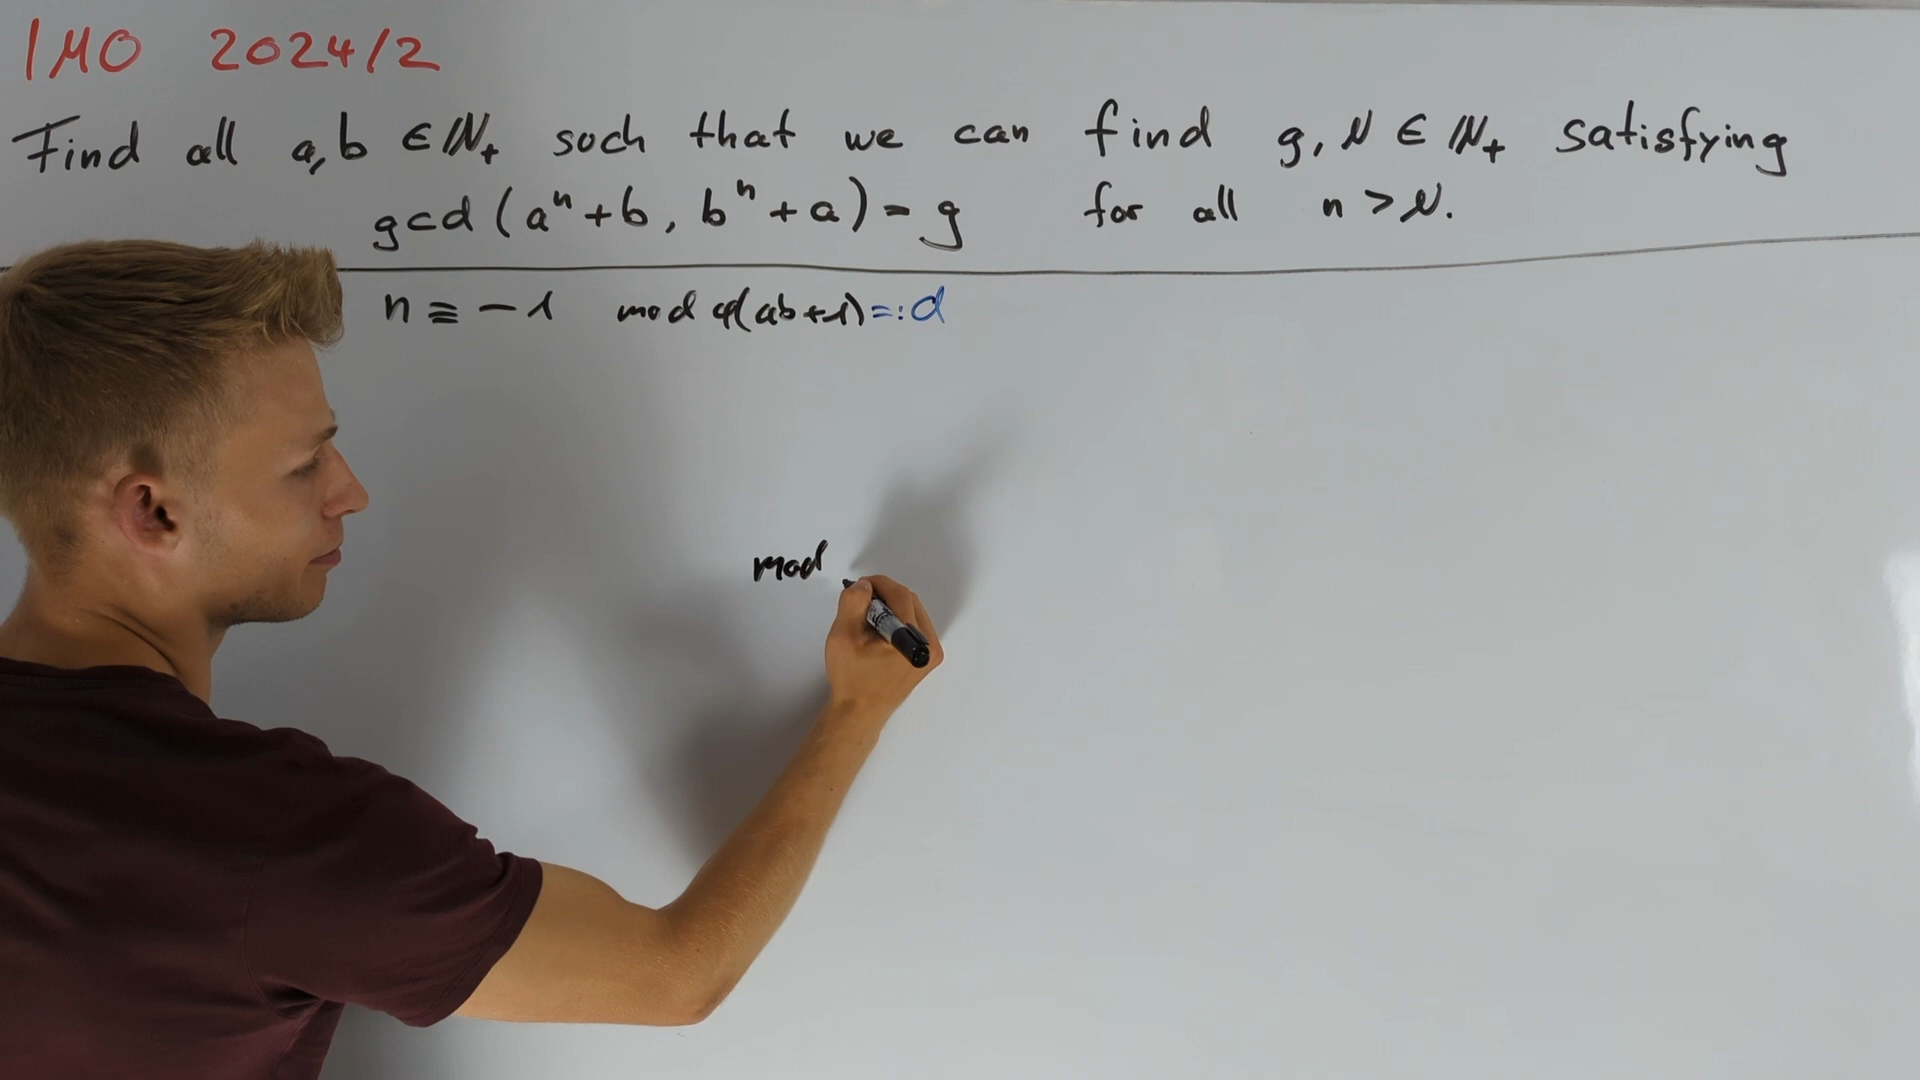 IMO 2024/2
Find all a,b ∈ ℕ₊ such that we can find g, N ∈ ℕ₊ satisfying
gcd (aⁿ+b, bⁿ+a) = g for all n > N.
n ≡ -1 mod φ(ab+1) =: d
mod